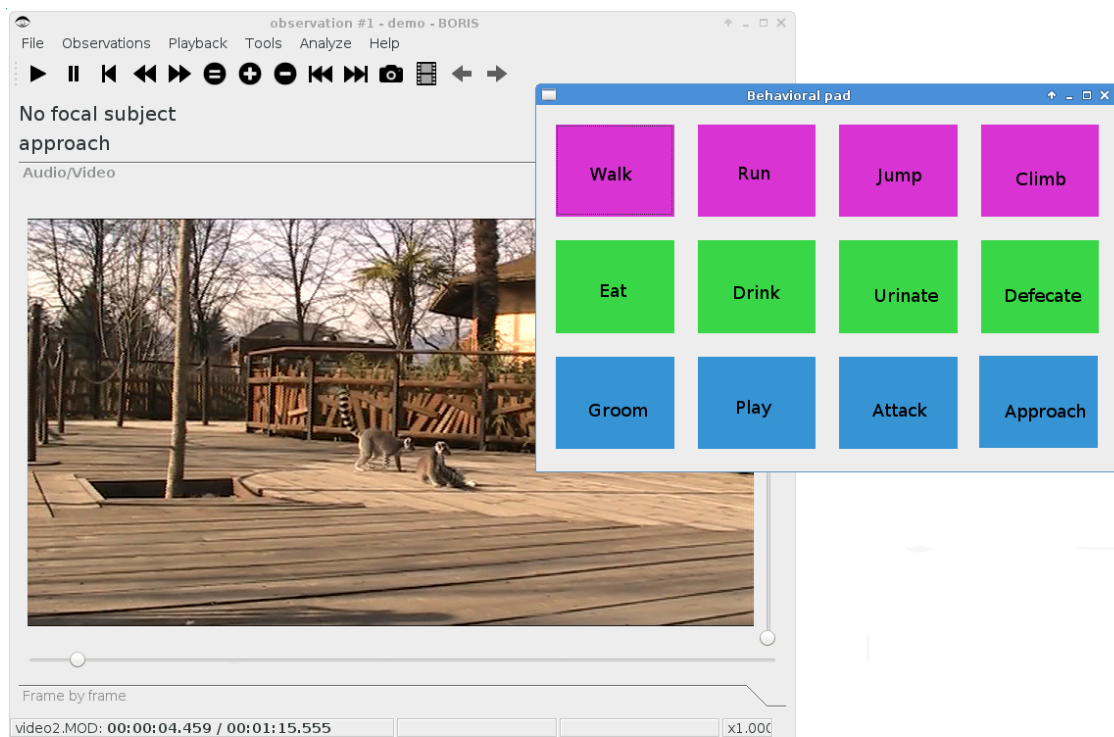 observation #1 - demo - BORIS
File Observations Playback Tools Analyze Help
No focal subject
approach
Audio/Video
Behavioral pad
Walk Run Jump Climb
Eat Drink Urinate Defecate
Groom Play Attack Approach
Frame by frame
video2.MOD: 00:00:04.459 / 00:01:15.555
x1.000